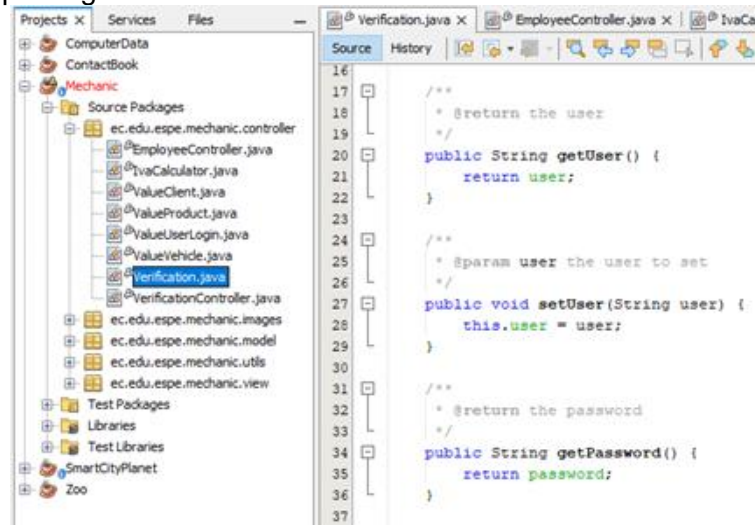 Projects × Services Files
ComputerData
ContactBook
Mechanic
Source Packages
ec.edu.espe.mechanic.controller
EmployeeController.java
IvaCalculator.java
ValueClient.java
ValueProduct.java
ValueUserLogin.java
ValueVehicle.java
Verification.java
VerificationController.java
ec.edu.espe.mechanic.images
ec.edu.espe.mechanic.model
ec.edu.espe.mechanic.utils
ec.edu.espe.mechanic.view
Test Packages
Libraries
Test Libraries
SmartCityPlanet
Zoo
Verification.java × EmployeeController.java × IvaCa
Source History
16
17 /**
18 * @return the user
19 */
20 public String getUser() {
21 return user;
22 }
23
24 /**
25 * @param user the user to set
26 */
27 public void setUser(String user) {
28 this.user = user;
29 }
30
31 /**
32 * @return the password
33 */
34 public String getPassword() {
35 return password;
36 }
37